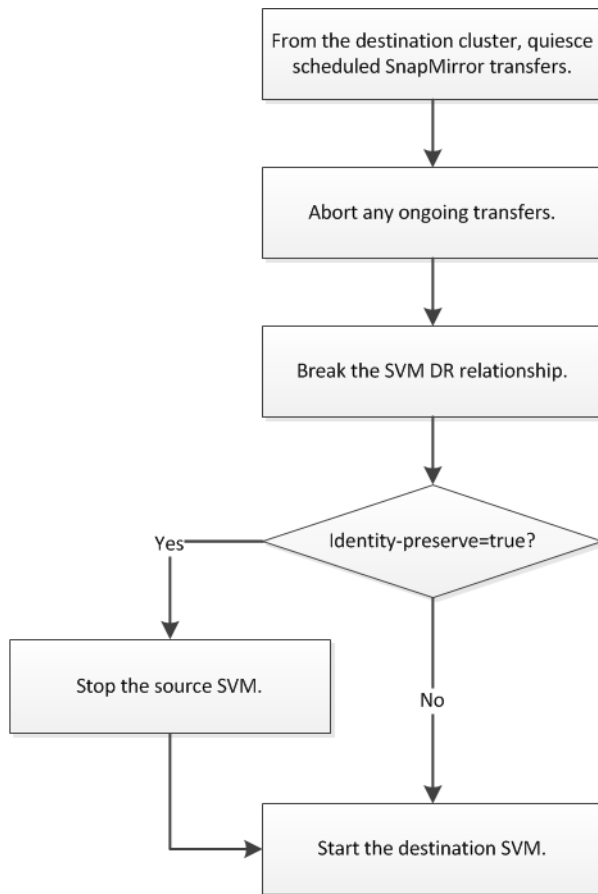 From the destination cluster, quiesce
scheduled SnapMirror transfers.
Abort any ongoing transfers.
Break the SVM DR relationship.
Identity-preserve=true?
Yes
Stop the source SVM.
No
Start the destination SVM.